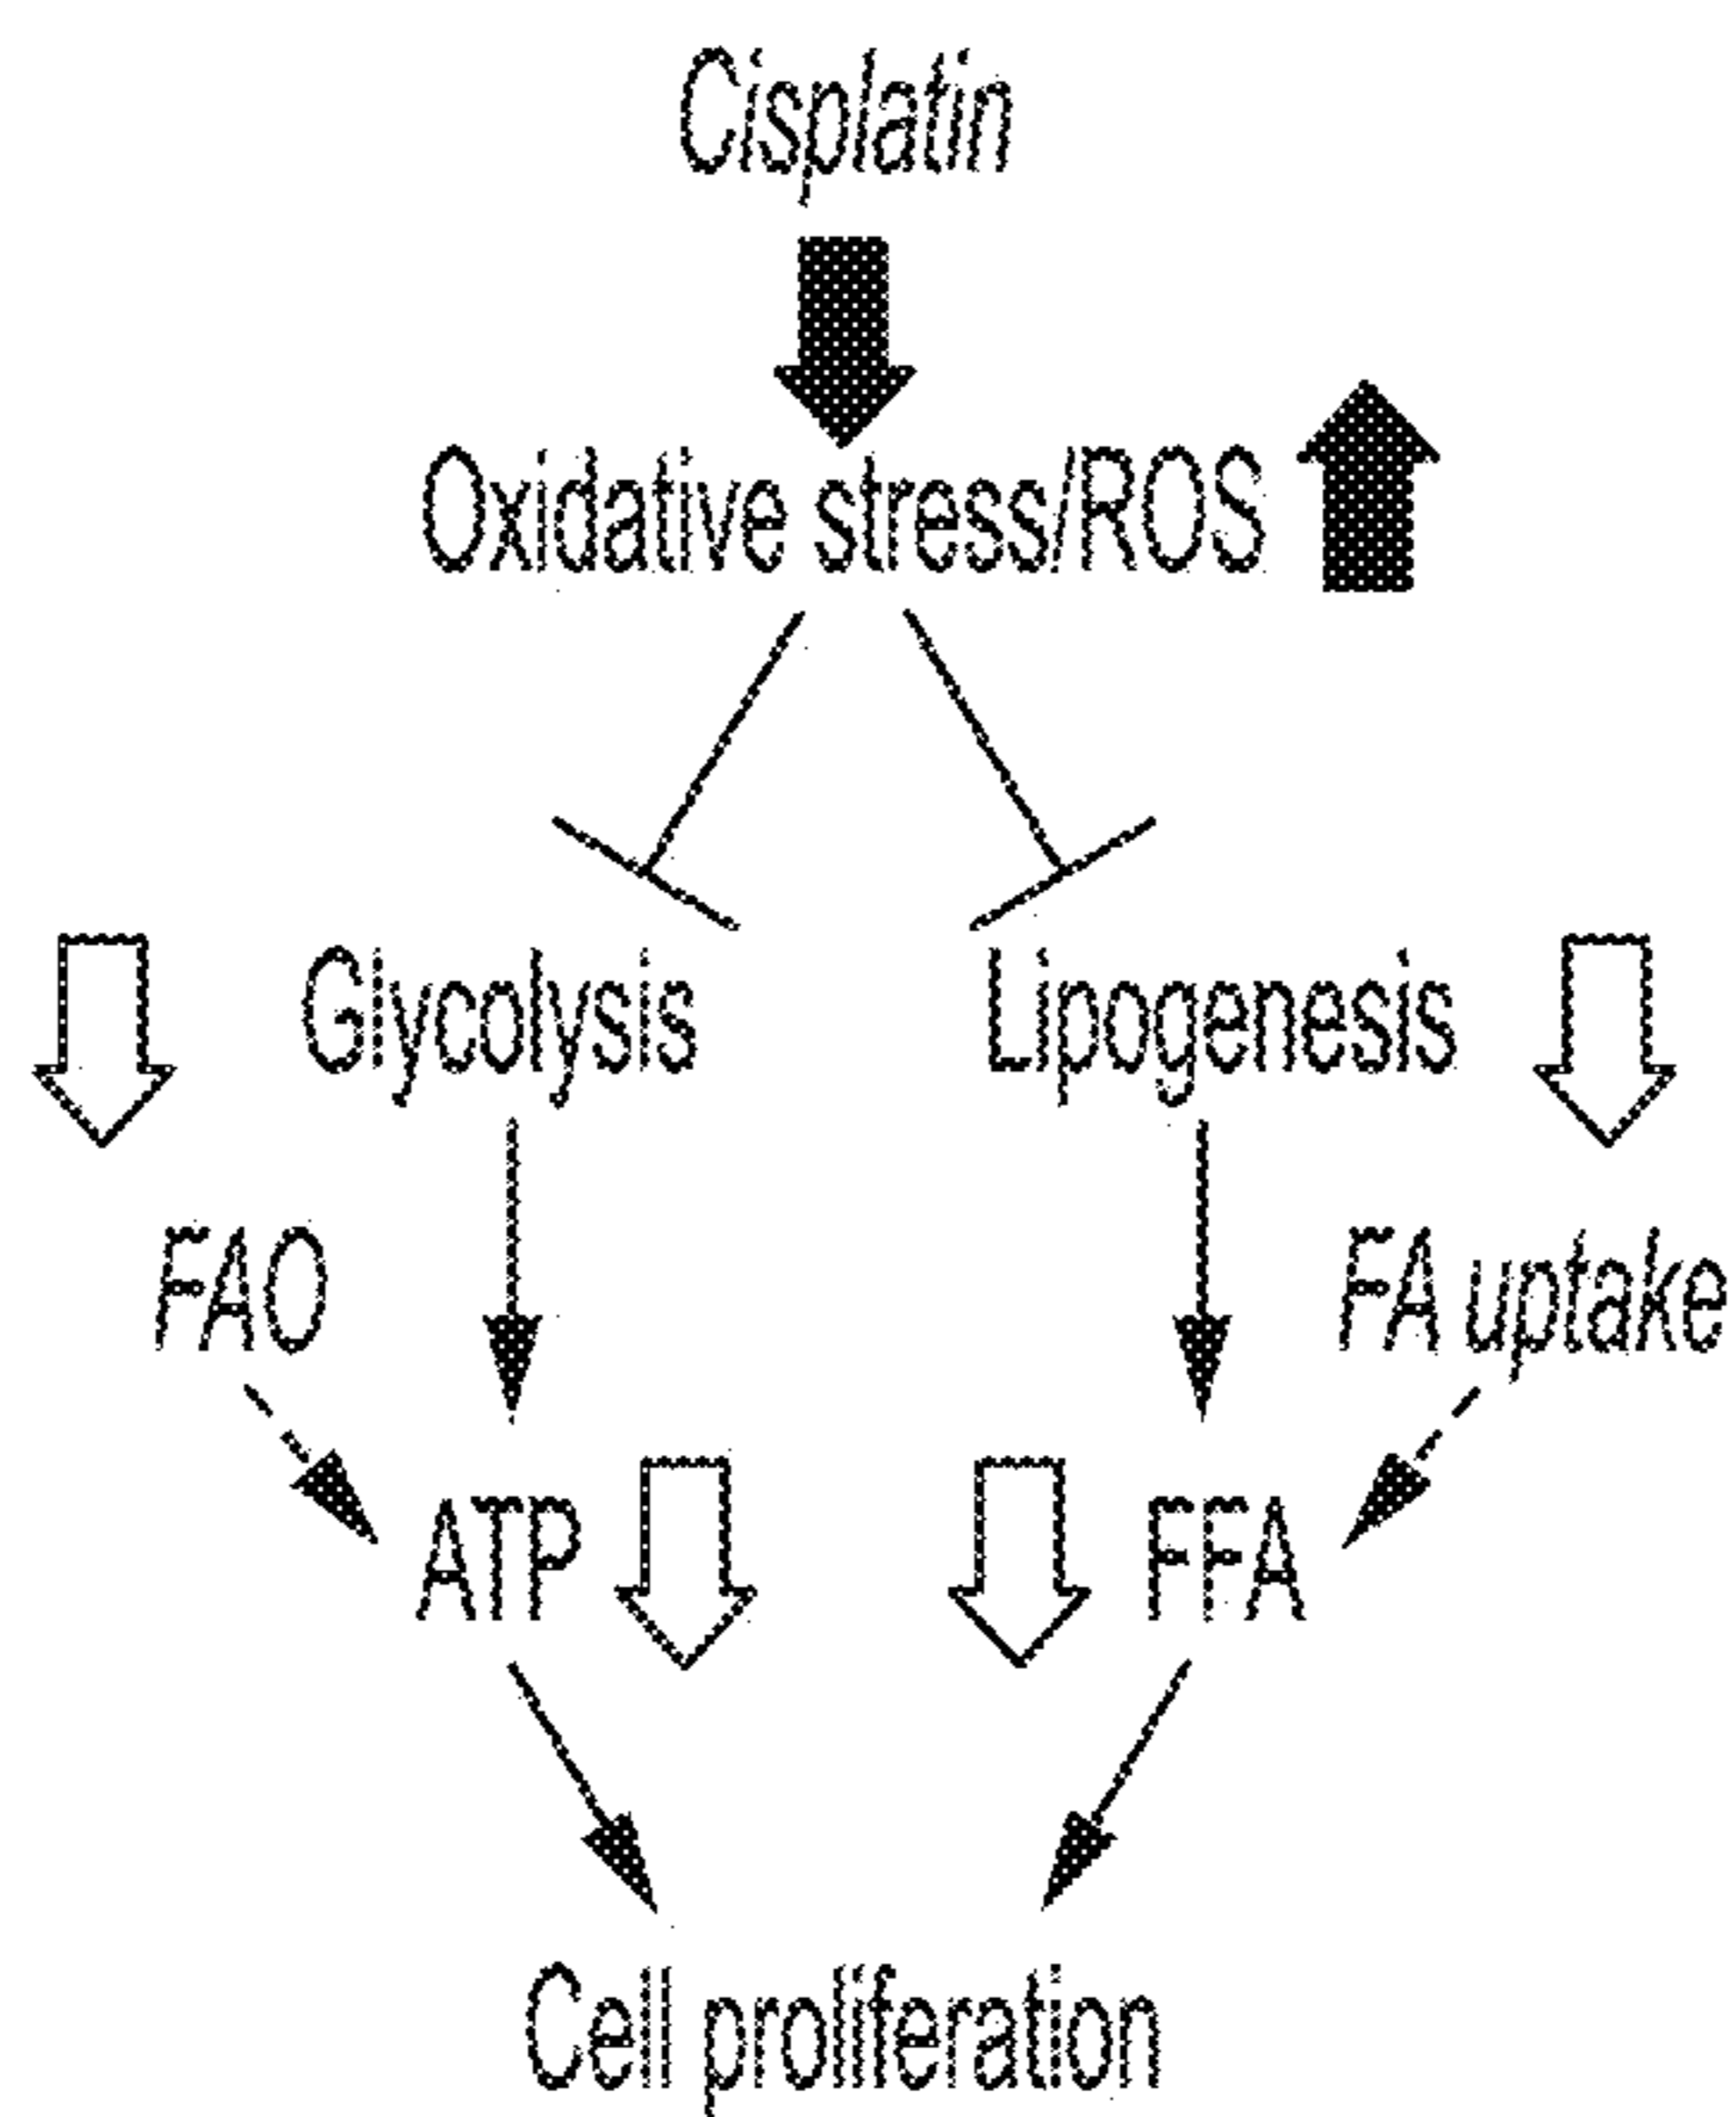 Cisplatin
Oxidative stress/ROS
Glycolysis
Lipogenesis
FAO
FA uptake
ATP
FFA
Cell proliferation